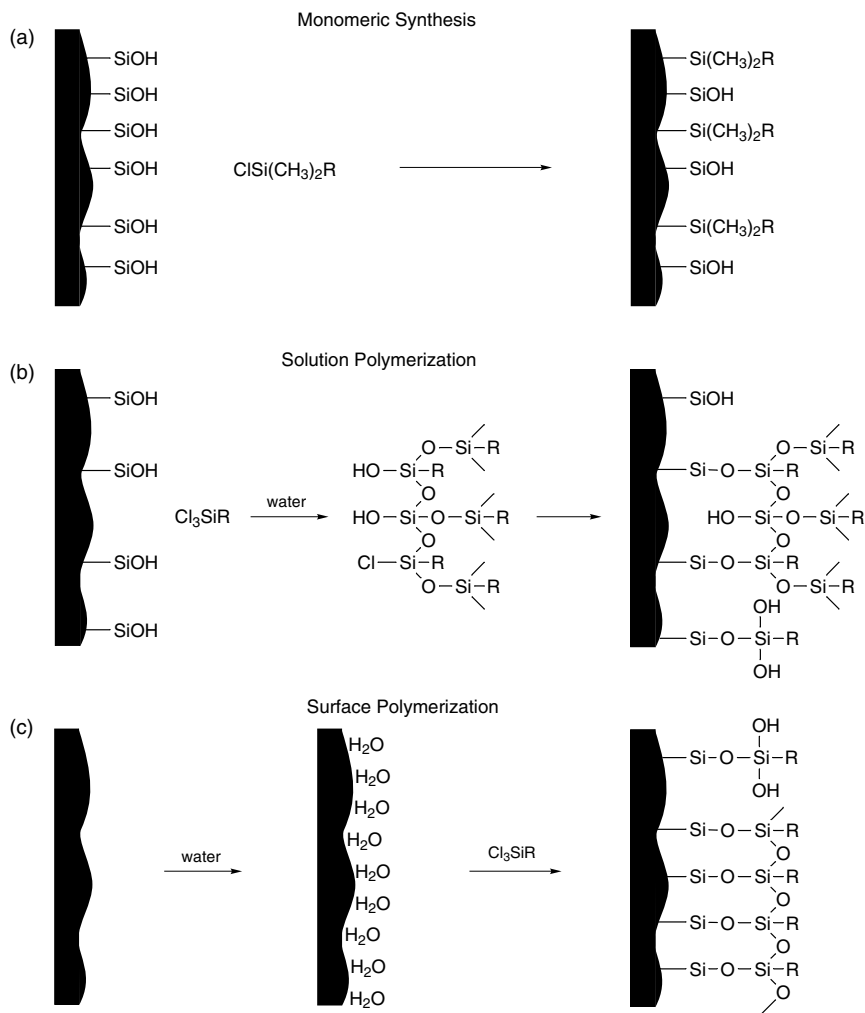 Monomeric Synthesis
(a)
SiOH
SiOH
SiOH
SiOH
SiOH
SiOH
ClSi(CH3)2R
Si(CH3)2R
SiOH
Si(CH3)2R
SiOH
Si(CH3)2R
SiOH
Solution Polymerization
(b)
SiOH
SiOH
SiOH
SiOH
Cl3SiR
water
O Si R
HO Si R
O
HO Si O Si R
O
Cl Si R
O Si R
SiOH
O Si R
Si O Si R
O
HO Si O Si R
O
Si O Si R
O Si R
OH
Si O Si R
OH
Surface Polymerization
(c)
water
H2O
H2O
H2O
H2O
H2O
H2O
H2O
H2O
H2O
Cl3SiR
OH
Si O Si R
OH
Si O Si R
O
Si O Si R
O
Si O Si R
O
Si O Si R
O